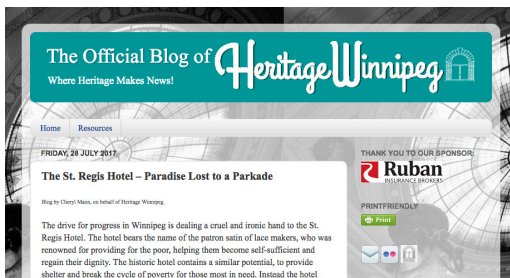 The Official Blog of Heritage Winnipeg
Where Heritage Makes News!
Home Resources
FRIDAY, 28 JULY 2017
The St. Regis Hotel – Paradise Lost to a Parkade
Blog by Cheryl Mann, on behalf of Heritage Winnipeg
The drive for progress in Winnipeg is dealing a cruel and ironic hand to the St.
Regis Hotel. The hotel bears the name of the patron satin of lace makers, who was
renowned for providing for the poor, helping them become self-sufficient and
regain their dignity. The historic hotel contains a similar potential, to provide
shelter and break the cycle of poverty for those most in need. Instead the hotel
THANK YOU TO OUR SPONSOR:
Ruban
INSURANCE BROKERS
PRINTFRIENDLY
Print